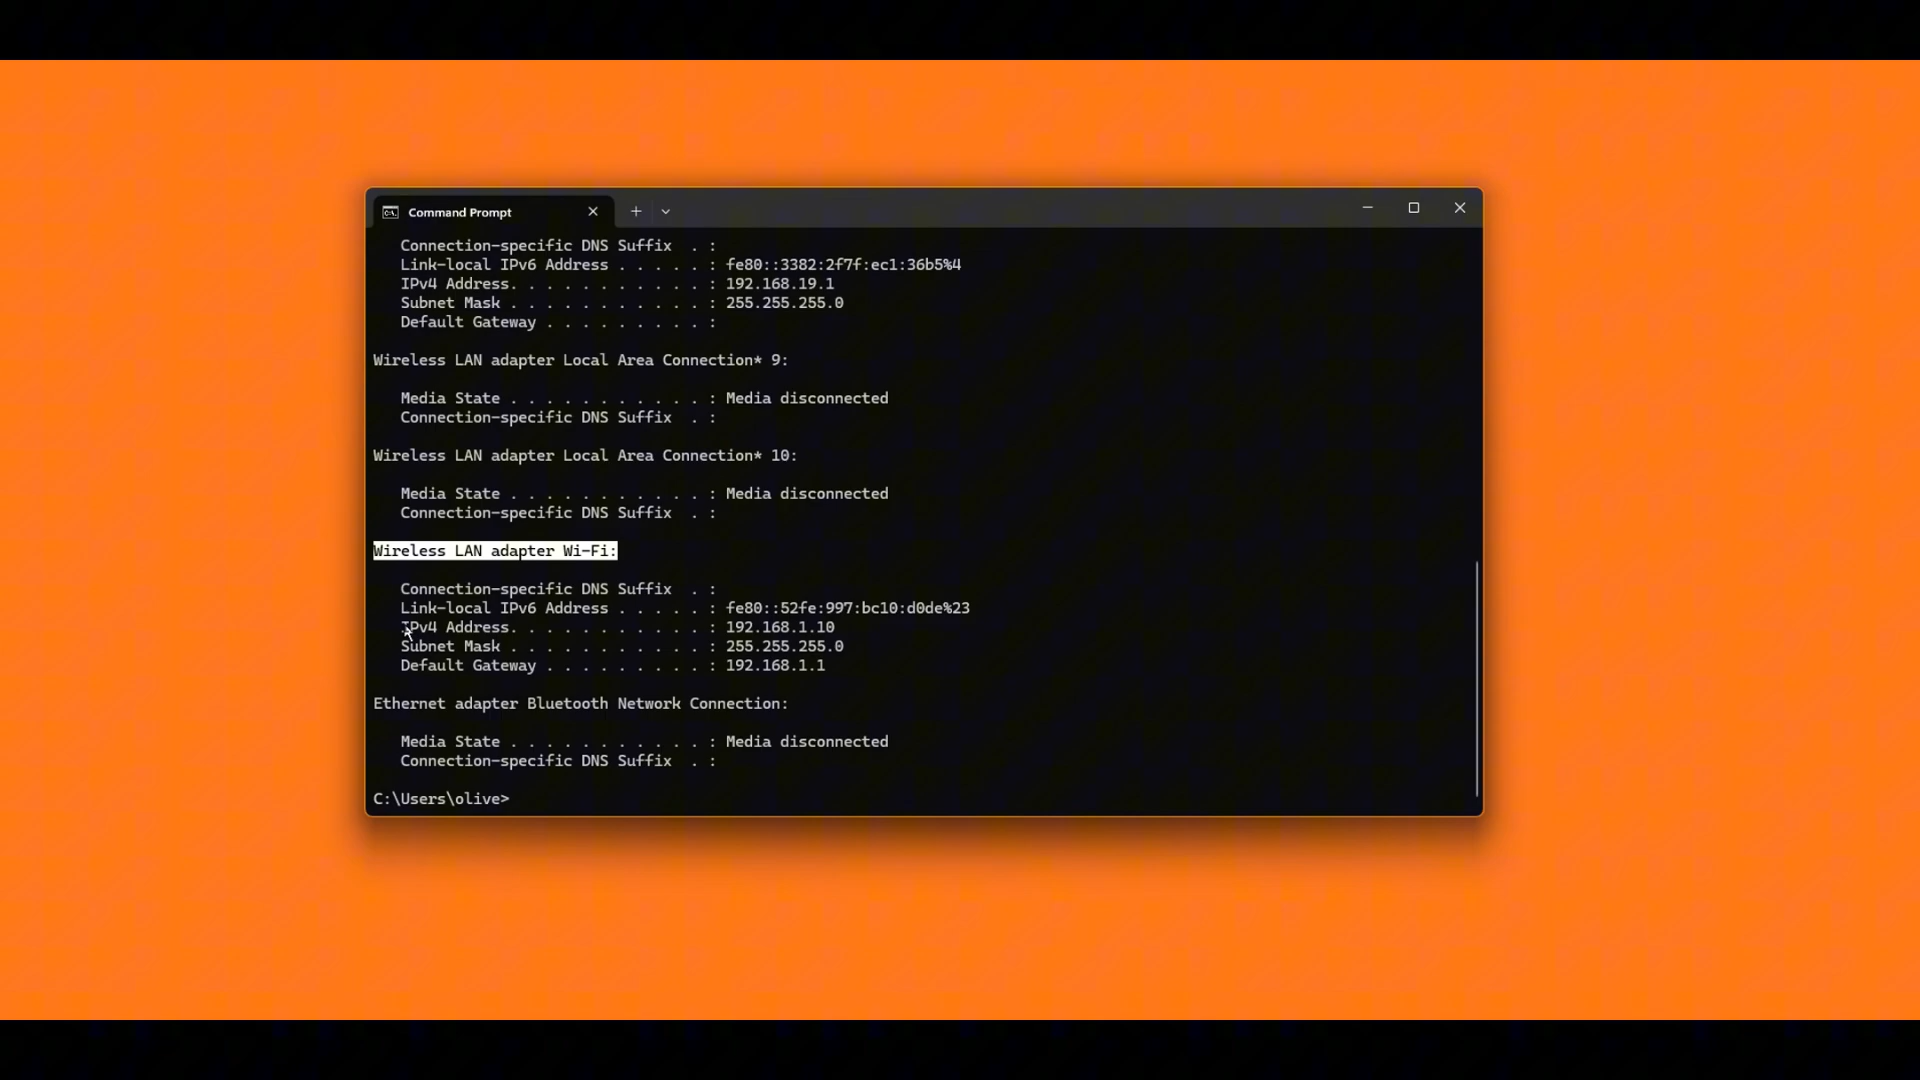 Command Prompt
Connection-specific DNS Suffix  . :
Link-local IPv6 Address . . . . . : fe80::3382:2f7f:ec1:36b5%4
IPv4 Address. . . . . . . . . . . : 192.168.19.1
Subnet Mask . . . . . . . . . . . : 255.255.255.0
Default Gateway . . . . . . . . . :
Wireless LAN adapter Local Area Connection* 9:
Media State . . . . . . . . . . . : Media disconnected
Connection-specific DNS Suffix  . :
Wireless LAN adapter Local Area Connection* 10:
Media State . . . . . . . . . . . : Media disconnected
Connection-specific DNS Suffix  . :
Wireless LAN adapter Wi-Fi:
Connection-specific DNS Suffix  . :
Link-local IPv6 Address . . . . . : fe80::52fe:997:bc10:d0de%23
IPv4 Address. . . . . . . . . . . : 192.168.1.10
Subnet Mask . . . . . . . . . . . : 255.255.255.0
Default Gateway . . . . . . . . . : 192.168.1.1
Ethernet adapter Bluetooth Network Connection:
Media State . . . . . . . . . . . : Media disconnected
Connection-specific DNS Suffix  . :
C:\Users\olive>